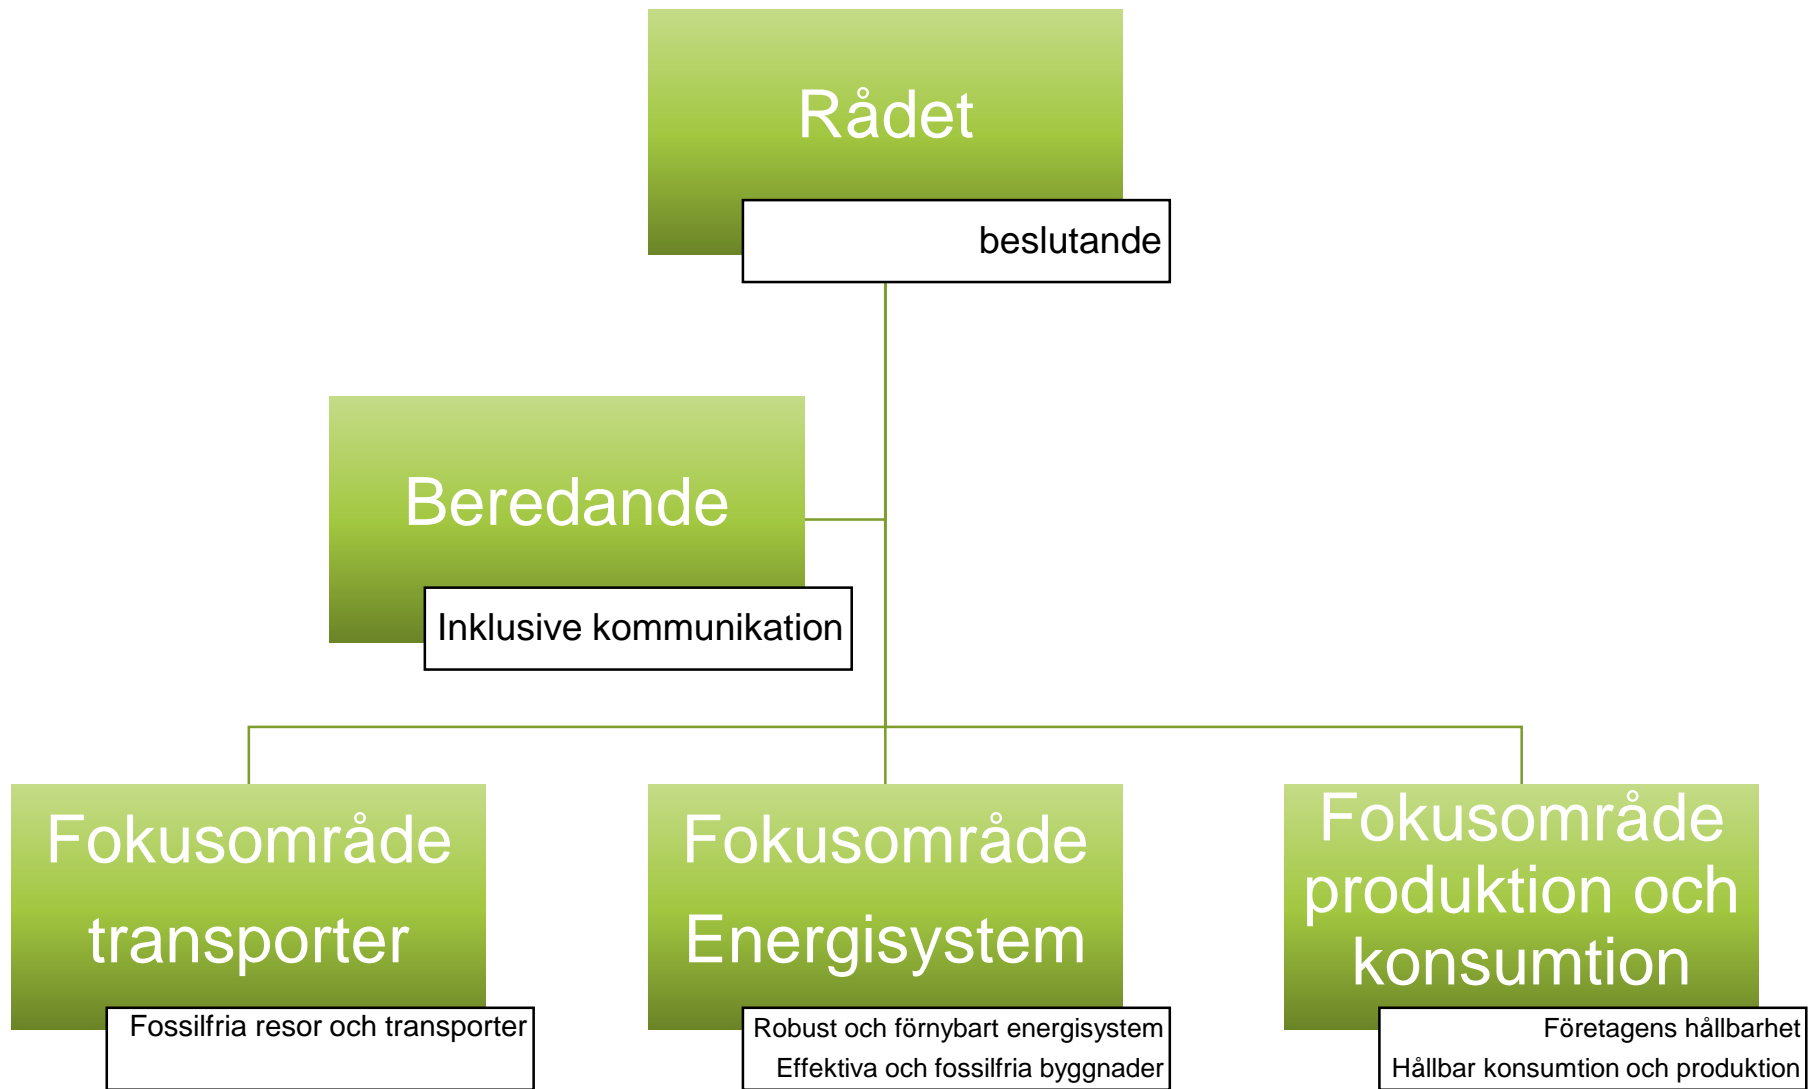 Rådet
beslutande
Beredande
Inklusive kommunikation
Fokusområde
transporter
Fossilfria resor och transporter
Fokusområde
Energisystem
Robust och förnybart energisystem
Effektiva och fossilfria byggnader
Fokusområde
produktion och
konsumtion
Företagens hållbarhet
Hållbar konsumtion och produktion